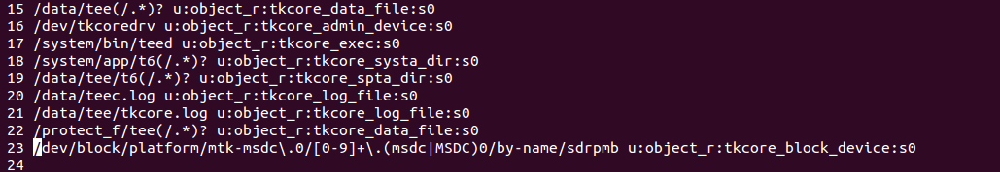 15 /data/tee(/.*)? u:object_r:tkcore_data_file:s0
16 /dev/tkcoredrv u:object_r:tkcore_admin_device:s0
17 /system/bin/teed u:object_r:tkcore_exec:s0
18 /system/app/t6(/.*)? u:object_r:tkcore_systa_dir:s0
19 /data/tee/t6(/.*)? u:object_r:tkcore_spta_dir:s0
20 /data/teec.log u:object_r:tkcore_log_file:s0
21 /data/tee/tkcore.log u:object_r:tkcore_log_file:s0
22 /protect_f/tee(/.*)? u:object_r:tkcore_data_file:s0
23 /dev/block/platform/mtk-msdc\.0/[0-9]+\.(msdc|MSDC)0/by-name/sdrpmb u:object_r:tkcore_block_device:s0
24